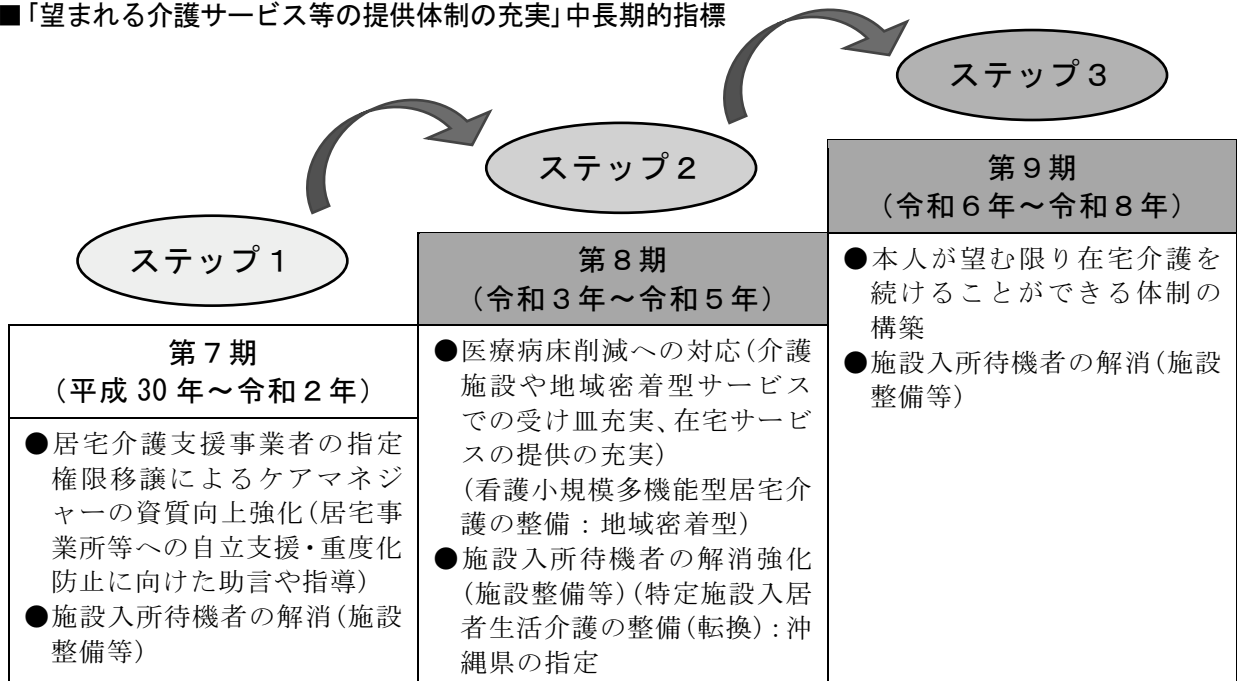 ■「望まれる介護サービス等の提供体制の充実」中長期的指標
ステップ１
第７期
（平成 30 年～令和２年）
●居宅介護支援事業者の指定
権限移譲によるケアマネジ
ャーの資質向上強化（居宅事
業所等への自立支援・重度化
防止に向けた助言や指導）
●施設入所待機者の解消（施設
整備等）
ステップ２
第８期
（令和３年～令和５年）
●医療病床削減への対応（介護
施設や地域密着型サービス
での受け皿充実、在宅サービ
スの提供の充実）
（看護小規模多機能型居宅介
護の整備：地域密着型）
●施設入所待機者の解消強化
（施設整備等）（特定施設入居
者生活介護の整備（転換）：沖
縄県の指定
ステップ３
第９期
（令和６年～令和８年）
●本人が望む限り在宅介護を
続けることができる体制の
構築
●施設入所待機者の解消（施設
整備等）